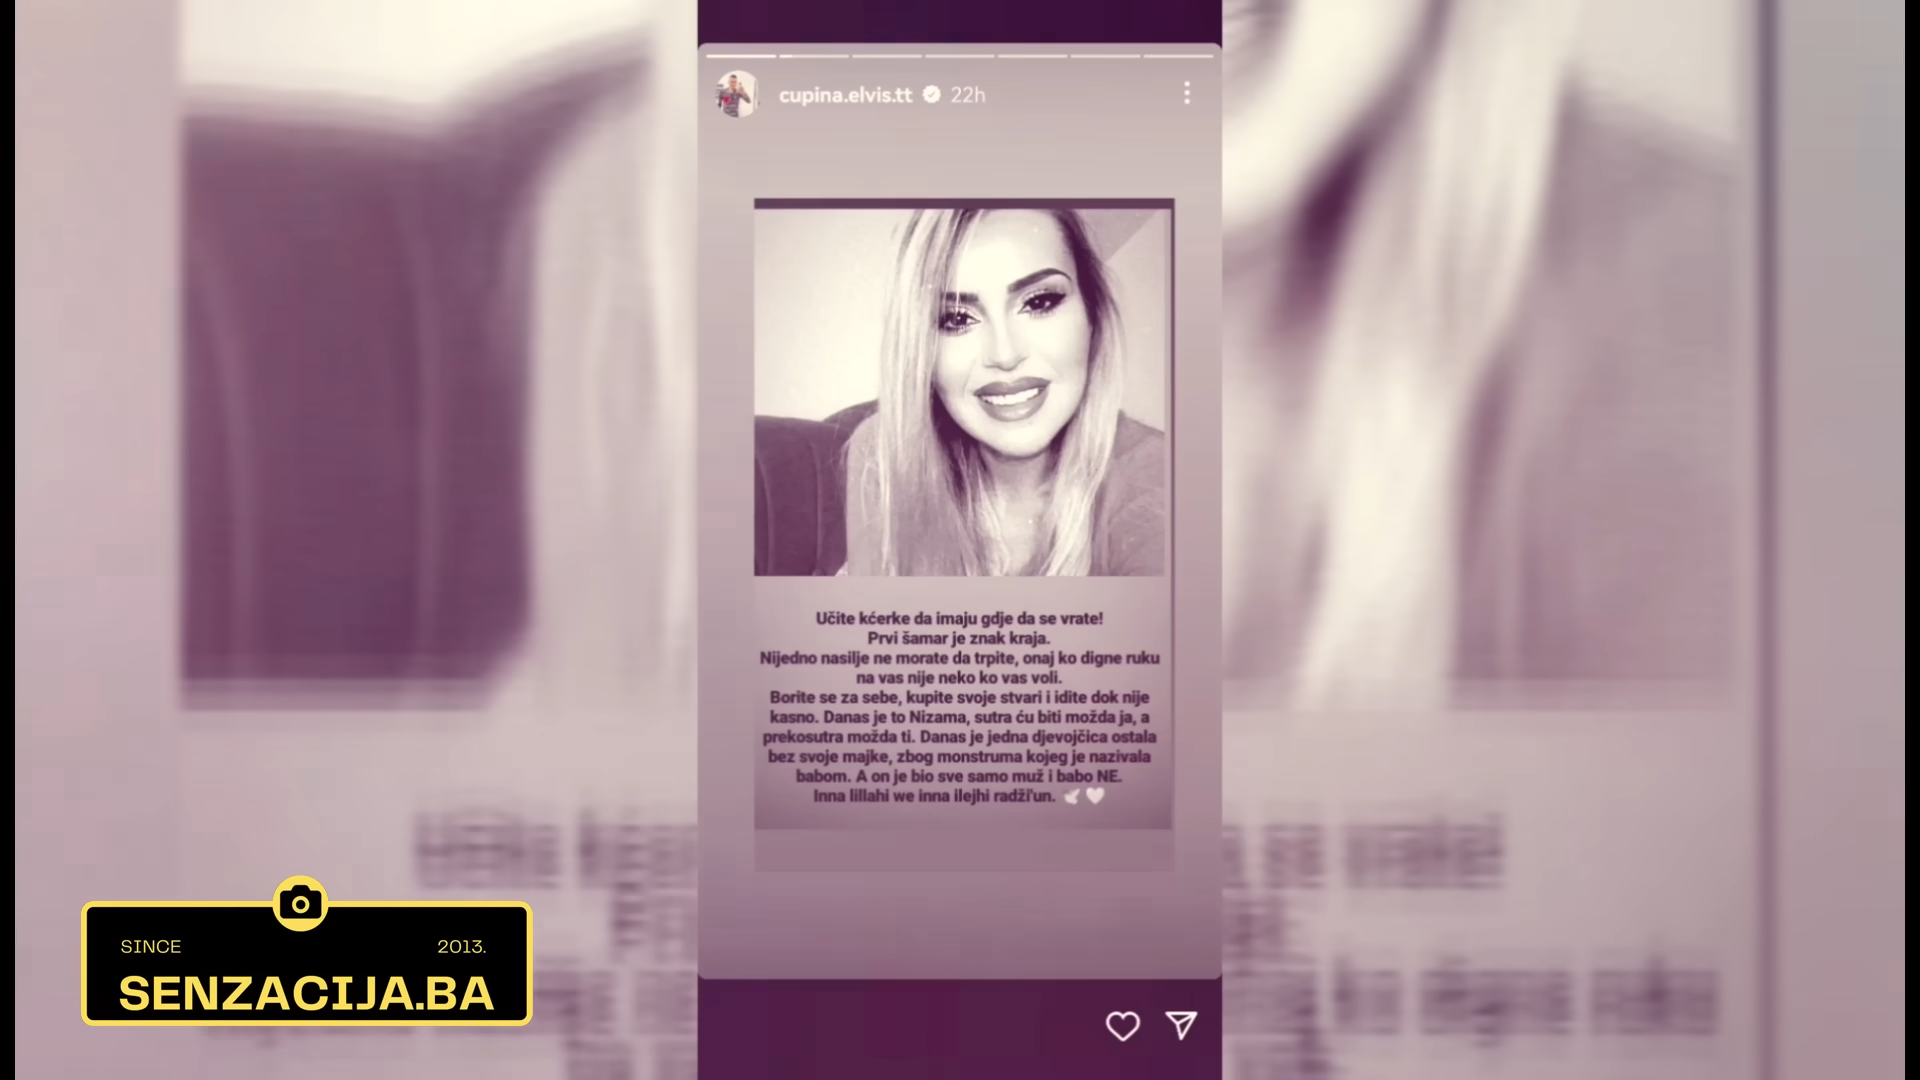 cupina.elvis.tt 22h
Učite kćerke da imaju gdje da se vrate!
Prvi šamar je znak kraja.
Nijedno nasilje ne morate da trpite, onaj ko digne ruku
na vas nije neko ko vas voli.
Borite se za sebe, kupite svoje stvari i idite dok nije
kasno. Danas je to Nizama, sutra ću biti možda ja, a
prekosutra možda ti. Danas je jedna djevojčica ostala
bez svoje majke, zbog monstruma kojeg je nazivala
babom. A on je bio sve samo muž i babo NE.
Inna lillahi we inna ilejhi radži'un. 🕊️🤍
SINCE 2013.
SENZACIJA.BA